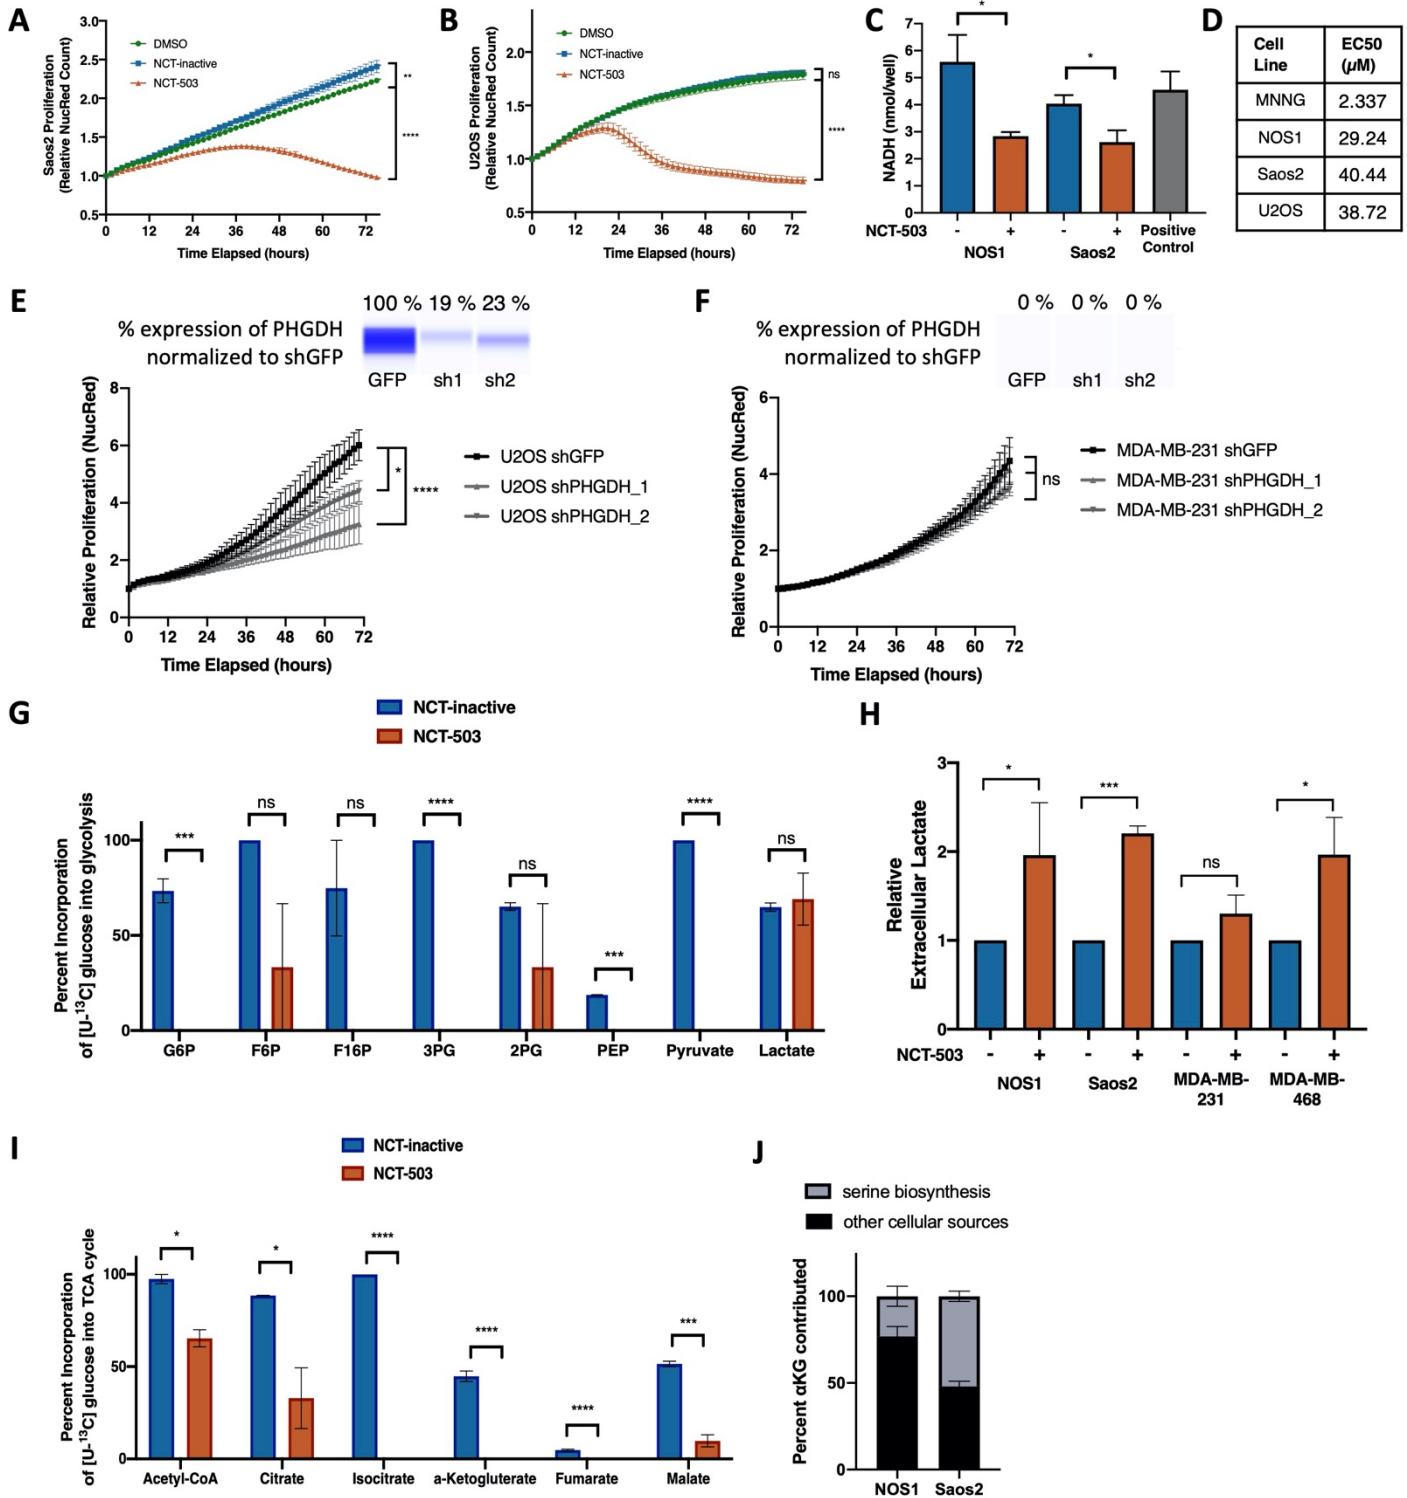 A
Saos2 Proliferation
(Relative NucRed Count)
3.0
2.5
2.0
1.5
1.0
0.5
DMSO
NCT-inactive
NCT-503
**
****
0 12 24 36 48 60 72
Time Elapsed (hours)
B
U2OS Proliferation
(Relative NucRed Count)
2.0
1.5
1.0
0.5
DMSO
NCT-inactive
NCT-503
ns
****
0 12 24 36 48 60 72
Time Elapsed (hours)
C
NADH (nmol/well)
7
6
5
4
3
2
1
0
*
*
NCT-503 - + - + Positive
Control
NOS1 Saos2
D
Cell Line EC50 (µM)
MNNG 2.337
NOS1 29.24
Saos2 40.44
U2OS 38.72
E
% expression of PHGDH
normalized to shGFP
100 % 19 % 23 %
GFP sh1 sh2
Relative Proliferation (NucRed)
8
6
4
2
0
*
****
U2OS shGFP
U2OS shPHGDH_1
U2OS shPHGDH_2
0 12 24 36 48 60 72
Time Elapsed (hours)
F
% expression of PHGDH
normalized to shGFP
0 % 0 % 0 %
GFP sh1 sh2
Relative Proliferation (NucRed)
6
4
2
0
ns
MDA-MB-231 shGFP
MDA-MB-231 shPHGDH_1
MDA-MB-231 shPHGDH_2
0 12 24 36 48 60 72
Time Elapsed (hours)
G
NCT-inactive
NCT-503
Percent Incorporation
of [U-¹³C] glucose into glycolysis
100
50
0
*** ns ns **** ns *** **** ns
G6P F6P F16P 3PG 2PG PEP Pyruvate Lactate
H
Relative
Extracellular Lactate
3
2
1
0
* *** ns *
NCT-503 - + - + - + - +
NOS1 Saos2 MDA-MB-
231 MDA-MB-
468
I
NCT-inactive
NCT-503
Percent Incorporation
of [U-¹³C] glucose into TCA cycle
100
50
0
* * **** **** **** ***
Acetyl-CoA Citrate Isocitrate a-Ketogluterate Fumarate Malate
J
serine biosynthesis
other cellular sources
Percent αKG contributed
100
50
0
NOS1 Saos2